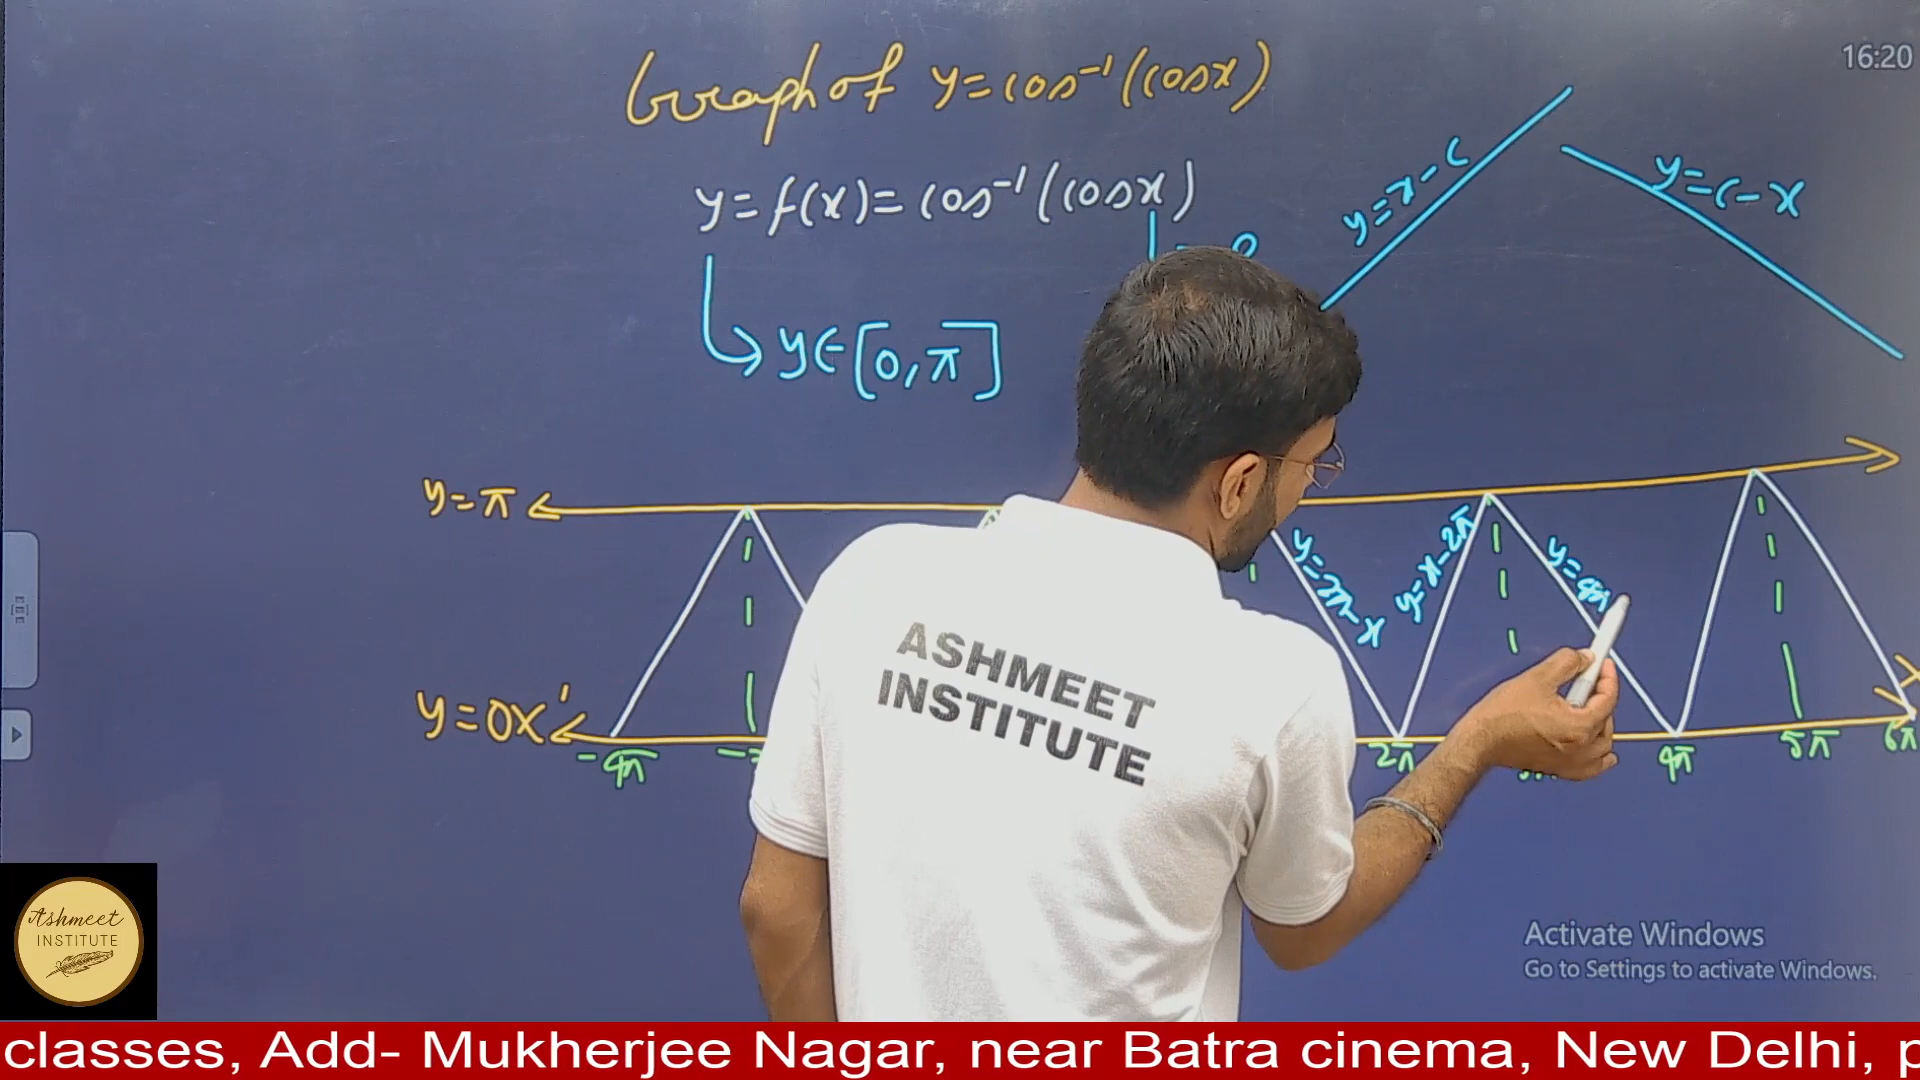 16:20
Graph of y=cos⁻¹(cosx)
y=x-c
y=c-x
y=f(x)=cos⁻¹(cosx)
y∈[0,π]
y=π
y=2π-x
y=x-2π
y=4π
y=0
x'
-4π
2π
4π
5π
6π
ASHMEET
INSTITUTE
Ashmeet
INSTITUTE
Activate Windows
Go to Settings to activate Windows.
classes, Add- Mukherjee Nagar, near Batra cinema, New Delhi, p